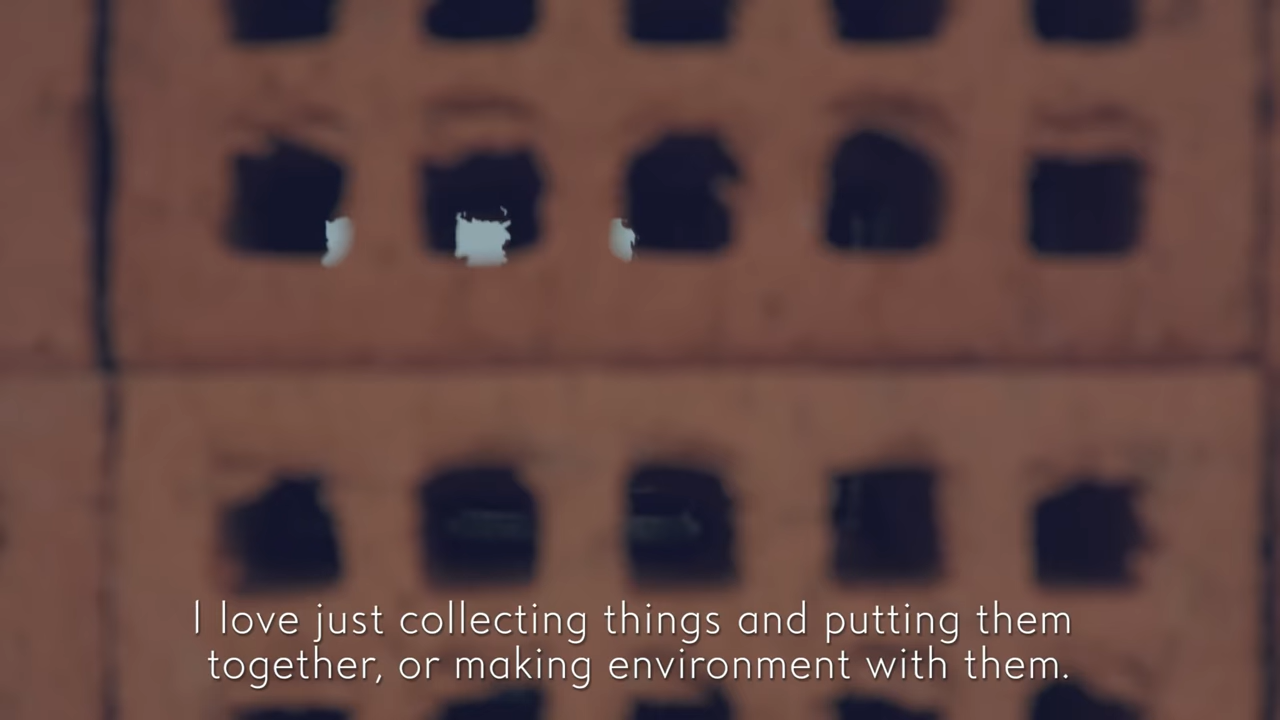 I love just collecting things and putting them
together, or making environment with them.